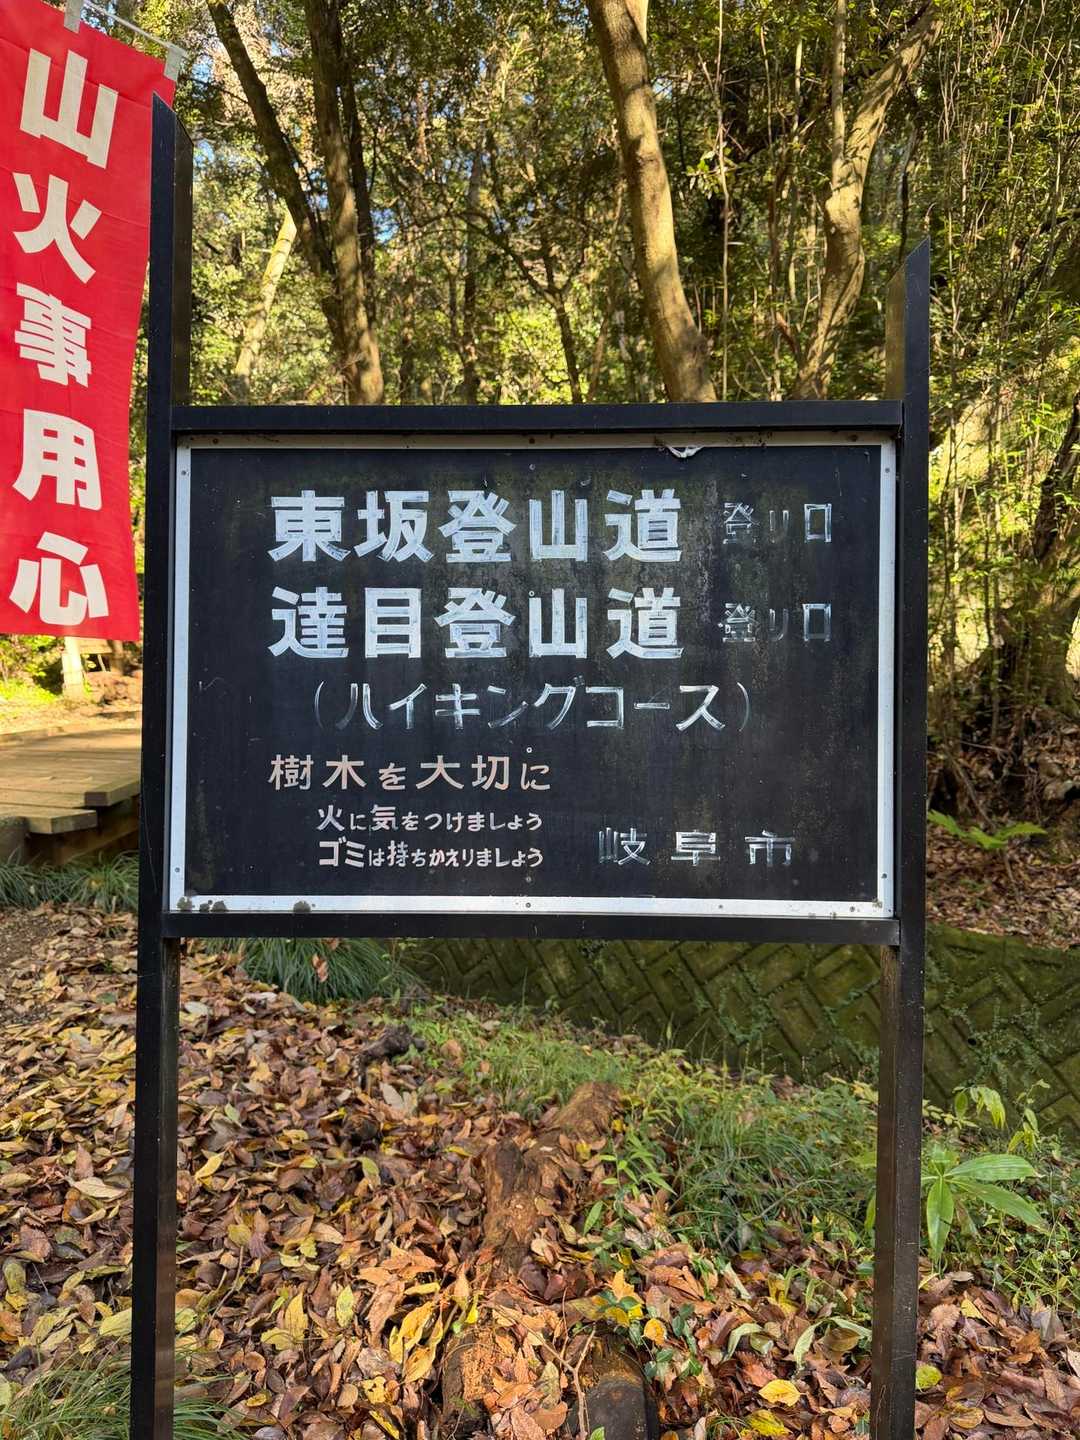 山火事用心
東坂登山道 登り口
達目登山道 登り口
(ハイキングコース)
樹木を大切に
火に気をつけましょう
ゴミは持ちかえりましょう
岐阜市